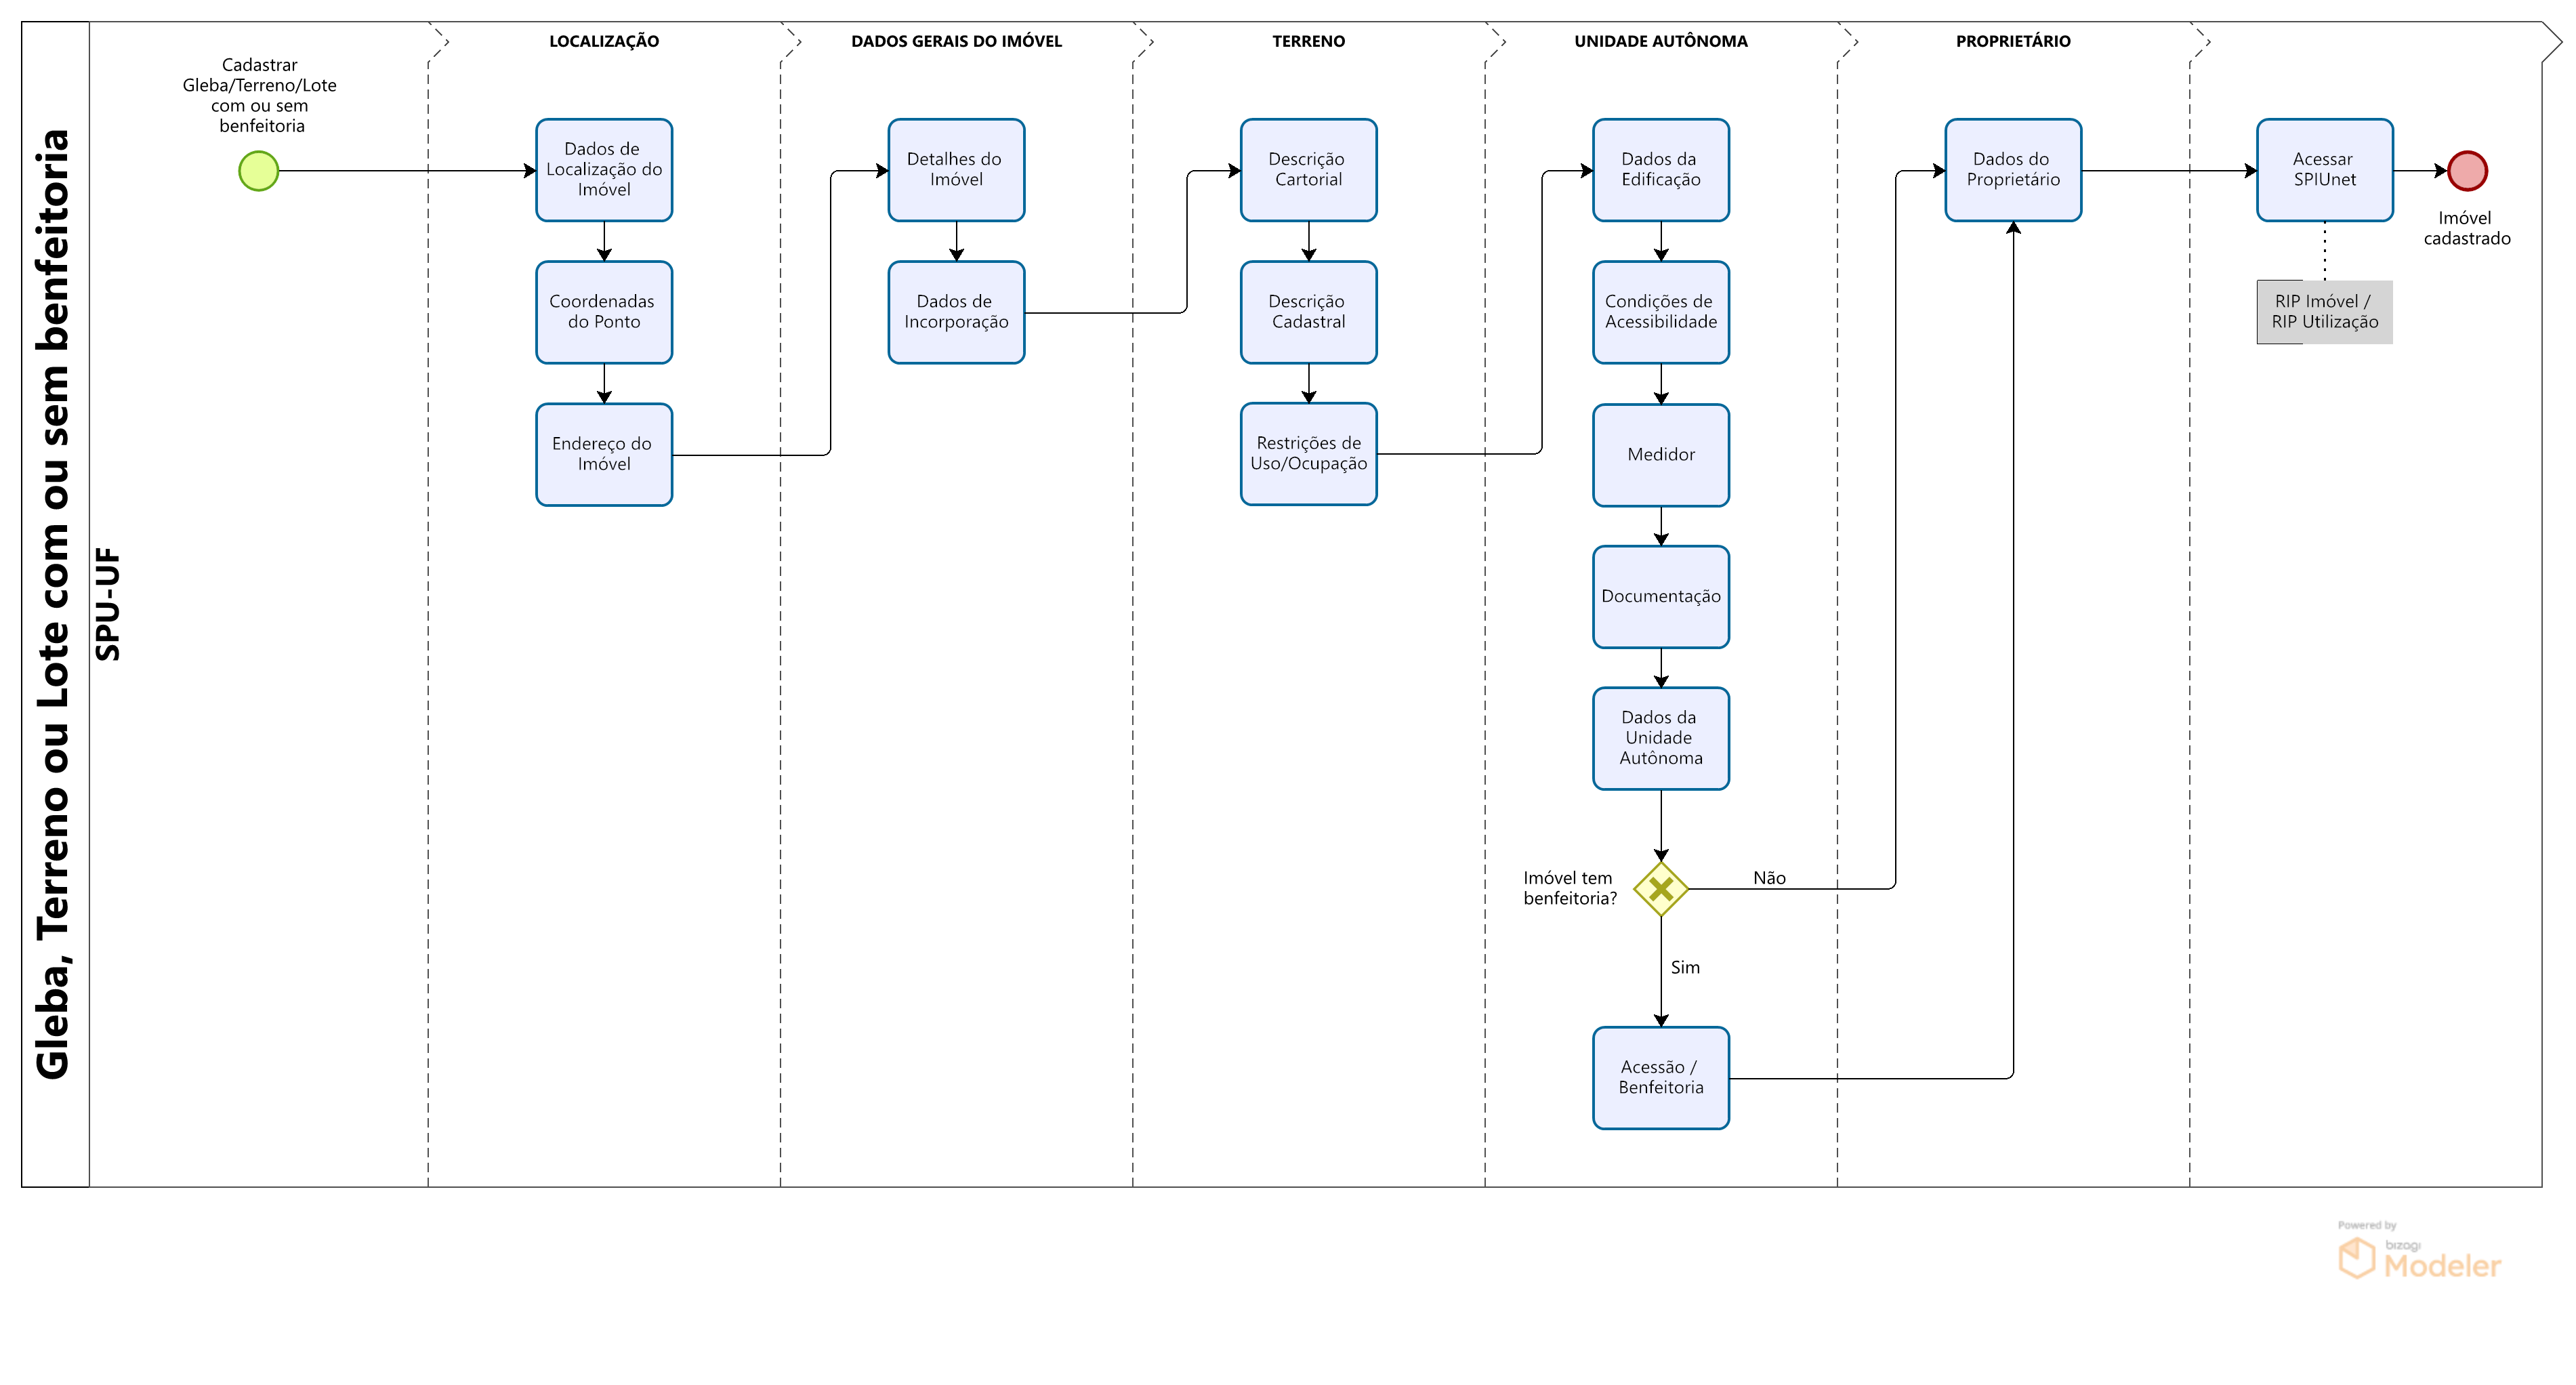 Gleba, Terreno ou Lote com ou sem benfeitoria
SPU-UF
Cadastrar
Gleba/Terreno/Lote
com ou sem
benfeitoria
LOCALIZAÇÃO
Dados de
Localização do
Imóvel
Coordenadas
do Ponto
Endereço do
Imóvel
DADOS GERAIS DO IMÓVEL
Detalhes do
Imóvel
Dados de
Incorporação
TERRENO
Descrição
Cartorial
Descrição
Cadastral
Restrições de
Uso/Ocupação
UNIDADE AUTÔNOMA
Dados da
Edificação
Condições de
Acessibilidade
Medidor
Documentação
Dados da
Unidade
Autônoma
Imóvel tem
benfeitoria?
Não
Sim
Acessão /
Benfeitoria
PROPRIETÁRIO
Dados do
Proprietário
Acessar
SPIUnet
RIP Imóvel /
RIP Utilização
Imóvel
cadastrado
Powered by
bizagi
Modeler